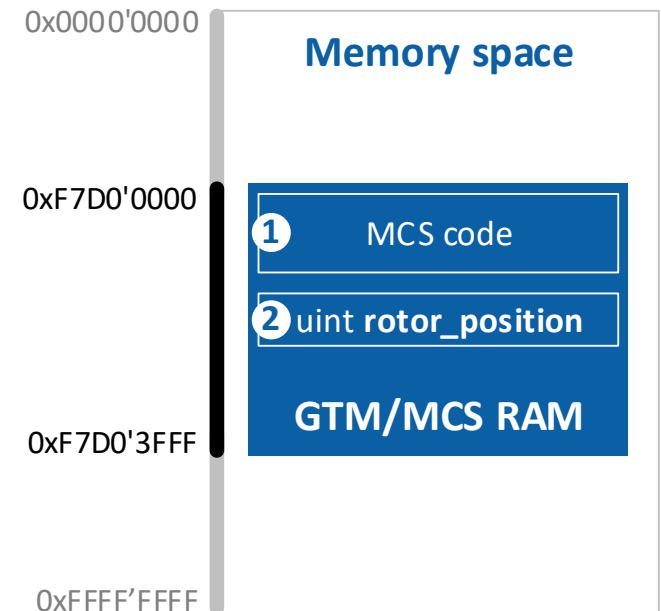 0x0000'0000
Memory space
0xF7D0'0000
1 MCS code
2 uint rotor_position
GTM/MCS RAM
0xF7D0'3FFF
0xFFFF’FFFF